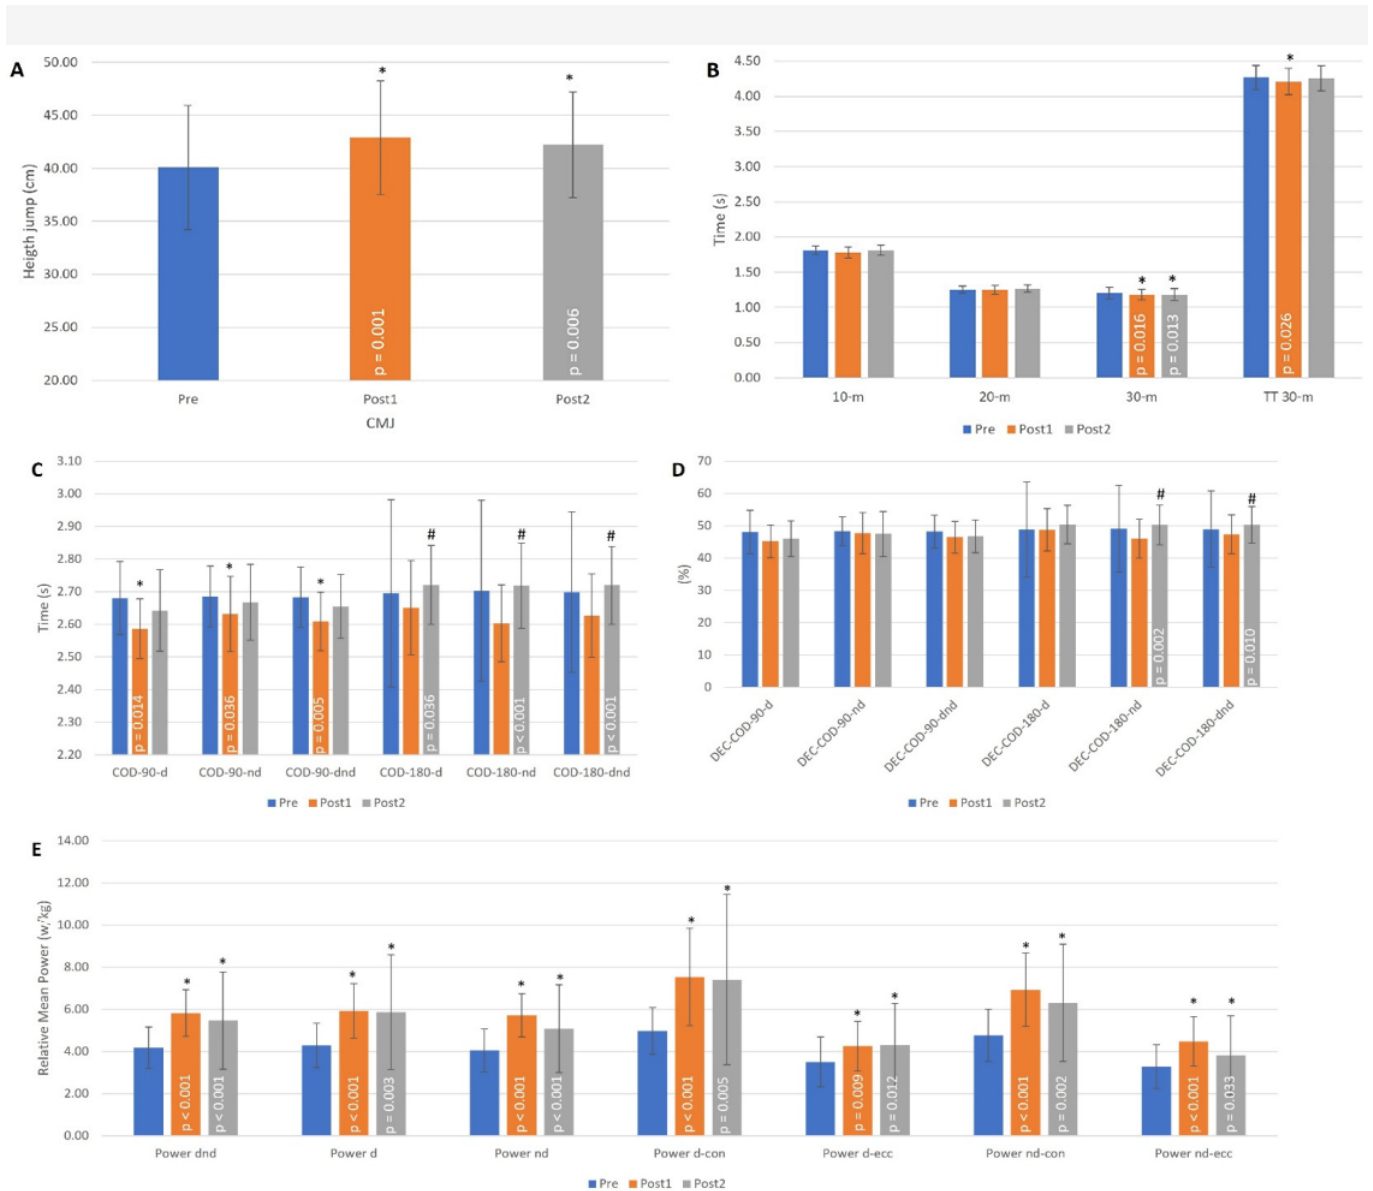 A
50.00
45.00
40.00
35.00
30.00
25.00
20.00
Heigth jump (cm)
*
*
p = 0.001
p = 0.006
Pre
Post1
Post2
CMJ
B
4.50
4.00
3.50
3.00
2.50
2.00
1.50
1.00
0.50
0.00
Time (s)
*
*
*
p = 0.016
p = 0.013
p = 0.026
10-m
20-m
30-m
TT 30-m
Pre
Post1
Post2
C
3.10
3.00
2.90
2.80
2.70
2.60
2.50
2.40
2.30
2.20
Time (s)
*
*
*
#
#
#
p = 0.014
p = 0.036
p = 0.005
p = 0.036
p < 0.001
p < 0.001
COD-90-d
COD-90-nd
COD-90-dnd
COD-180-d
COD-180-nd
COD-180-dnd
Pre
Post1
Post2
D
70
60
50
40
30
20
10
0
(%)
#
#
p = 0.002
p = 0.010
DEC-COD-90-d
DEC-COD-90-nd
DEC-COD-90-dnd
DEC-COD-180-d
DEC-COD-180-nd
DEC-COD-180-dnd
Pre
Post1
Post2
E
14.00
12.00
10.00
8.00
6.00
4.00
2.00
0.00
Relative Mean Power (w/kg)
*
*
*
*
*
*
*
*
*
*
*
*
*
*
p < 0.001
p < 0.001
p < 0.001
p = 0.003
p < 0.001
p < 0.001
p < 0.001
p = 0.005
p = 0.009
p = 0.012
p < 0.001
p = 0.002
p < 0.001
p = 0.033
Power dnd
Power d
Power nd
Power d-con
Power d-ecc
Power nd-con
Power nd-ecc
Pre
Post1
Post2